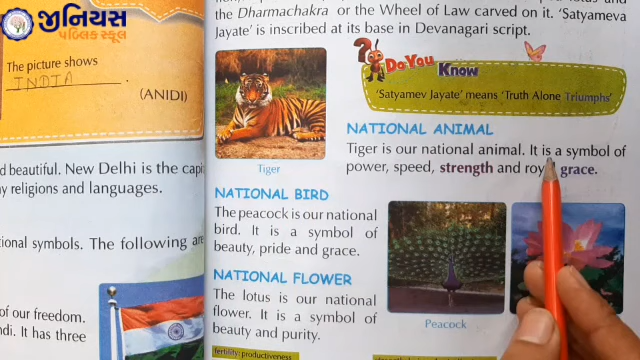 જીનિયસ
પબ્લિક સ્કૂલ
The picture shows
INDIA
(ANIDI)
d beautiful. New Delhi is the capi
y religions and languages.
ional symbols. The following are
of our freedom.
ndi. It has three
the Dharmachakra or the Wheel of Law carved on it. 'Satyameva
Jayate' is inscribed at its base in Devanagari script.
Do You Know
'Satyamev Jayate' means 'Truth Alone Triumphs'
Tiger
NATIONAL ANIMAL
Tiger is our national animal. It is a symbol of
power, speed, strength and roy grace.
NATIONAL BIRD
The peacock is our national
bird. It is a symbol of
beauty, pride and grace.
Peacock
NATIONAL FLOWER
The lotus is our national
flower. It is a symbol of
beauty and purity.
fertility: productiveness